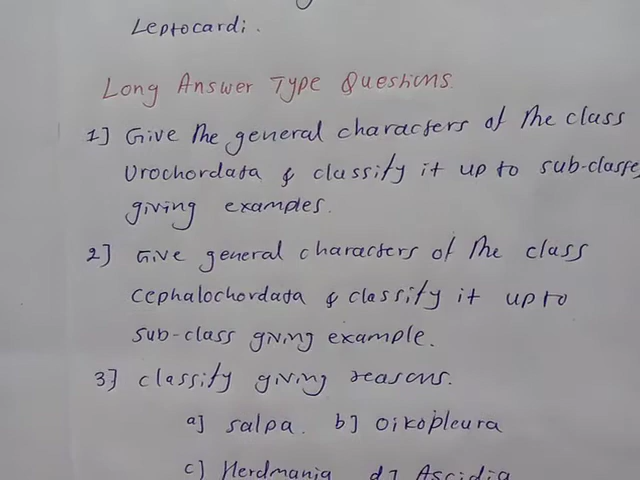 Leptocardi.
Long Answer Type Questions.
1] Give the general characters of the class
Urochordata & classify it up to sub-classes
giving examples.
2] Give general characters of the class
Cephalochordata & classify it upto
sub-class giving example.
3] classify giving reasons.
a] Salpa. b] Oikopleura
c] Herdmania d] Ascidia